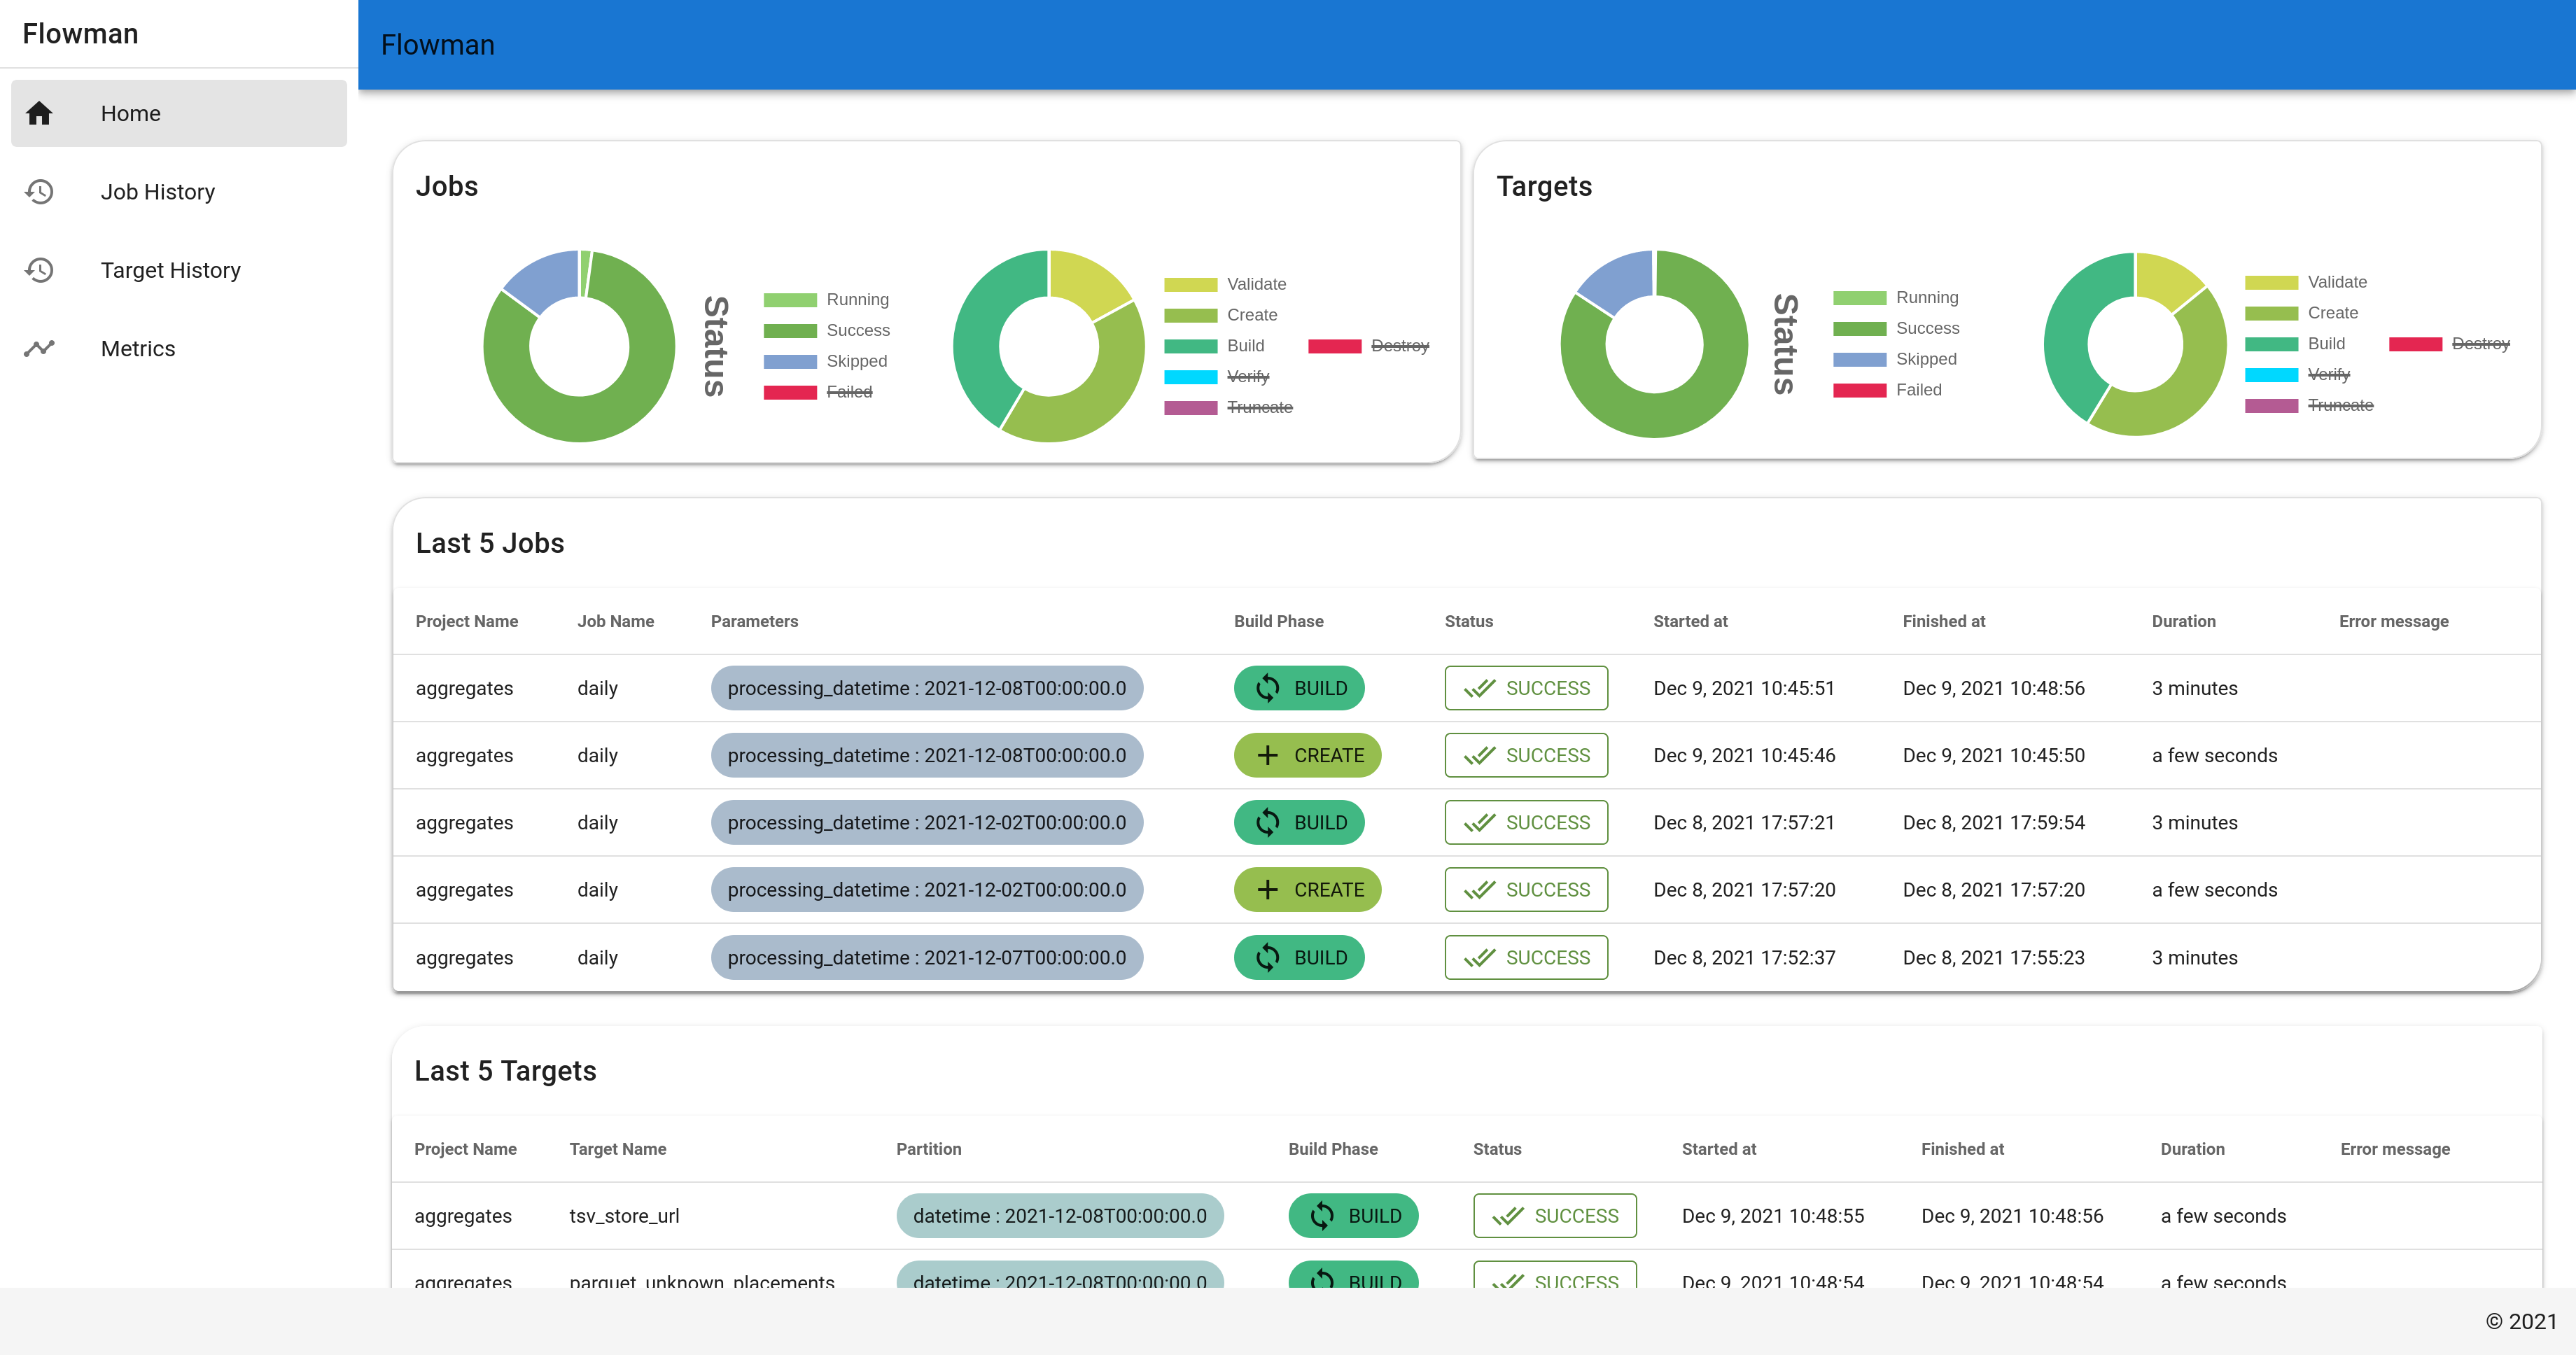 Flowman
Flowman
Home
Job History
Target History
Metrics
Jobs
Status
Running
Success
Skipped
Failed
Validate
Create
Build
Verify
Truncate
Destroy
Targets
Status
Running
Success
Skipped
Failed
Validate
Create
Build
Verify
Truncate
Destroy
Last 5 Jobs
Project Name Job Name Parameters Build Phase Status Started at Finished at Duration Error message
aggregates daily processing_datetime : 2021-12-08T00:00:00.0 BUILD SUCCESS Dec 9, 2021 10:45:51 Dec 9, 2021 10:48:56 3 minutes
aggregates daily processing_datetime : 2021-12-08T00:00:00.0 CREATE SUCCESS Dec 9, 2021 10:45:46 Dec 9, 2021 10:45:50 a few seconds
aggregates daily processing_datetime : 2021-12-02T00:00:00.0 BUILD SUCCESS Dec 8, 2021 17:57:21 Dec 8, 2021 17:59:54 3 minutes
aggregates daily processing_datetime : 2021-12-02T00:00:00.0 CREATE SUCCESS Dec 8, 2021 17:57:20 Dec 8, 2021 17:57:20 a few seconds
aggregates daily processing_datetime : 2021-12-07T00:00:00.0 BUILD SUCCESS Dec 8, 2021 17:52:37 Dec 8, 2021 17:55:23 3 minutes
Last 5 Targets
Project Name Target Name Partition Build Phase Status Started at Finished at Duration Error message
aggregates tsv_store_url datetime : 2021-12-08T00:00:00.0 BUILD SUCCESS Dec 9, 2021 10:48:55 Dec 9, 2021 10:48:56 a few seconds
aggregates parquet_unknown_placements datetime : 2021-12-08T00:00:00.0 BUILD SUCCESS Dec 9, 2021 10:48:54 Dec 9, 2021 10:48:54 a few seconds
© 2021